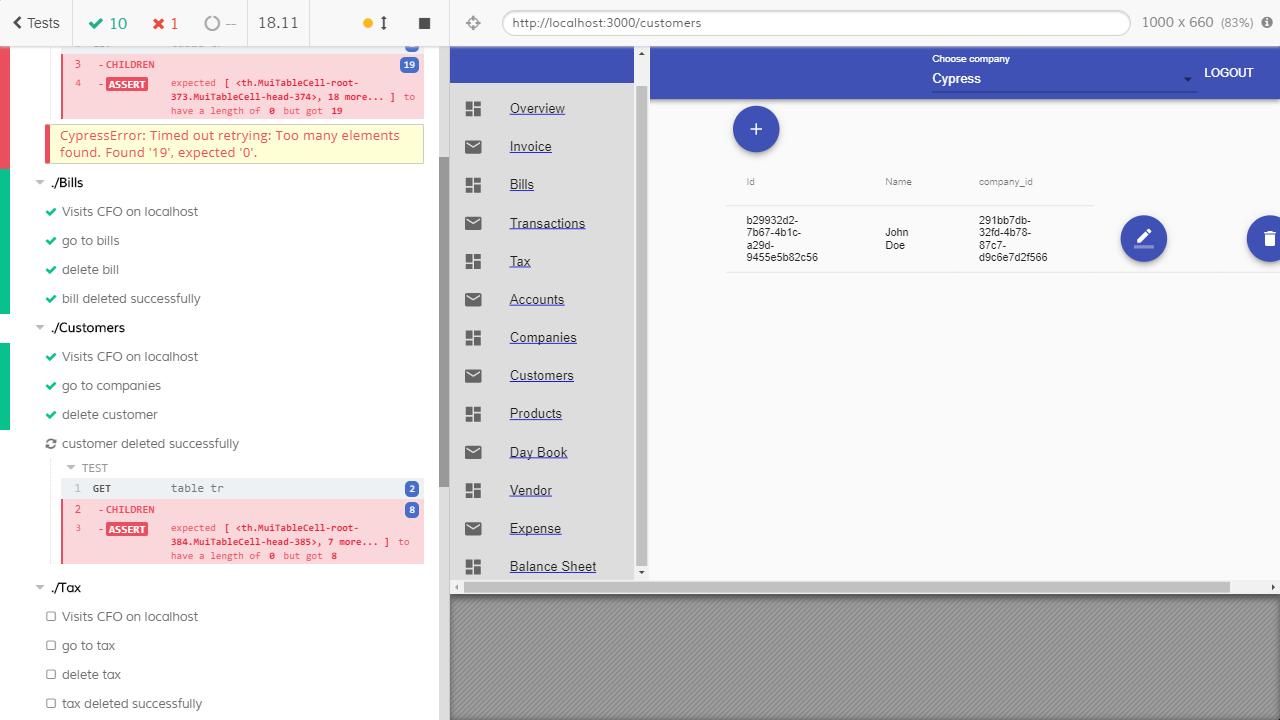 Tests
10
1
--
18.11
http://localhost:3000/customers
1000 x 660 (83%)
3 -CHILDREN 19
4 -ASSERT expected [ <th.MuiTableCell-root-
373.MuiTableCell-head-374>, 18 more... ] to
have a length of 0 but got 19
CypressError: Timed out retrying: Too many elements
found. Found '19', expected '0'.
./Bills
Visits CFO on localhost
go to bills
delete bill
bill deleted successfully
./Customers
Visits CFO on localhost
go to companies
delete customer
customer deleted successfully
TEST
1 GET table tr 2
2 -CHILDREN 8
3 -ASSERT expected [ <th.MuiTableCell-root-
384.MuiTableCell-head-385>, 7 more... ] to
have a length of 0 but got 8
./Tax
Visits CFO on localhost
go to tax
delete tax
tax deleted successfully
Choose company
Cypress
LOGOUT
Overview
Invoice
Bills
Transactions
Tax
Accounts
Companies
Customers
Products
Day Book
Vendor
Expense
Balance Sheet
Id Name company_id
b29932d2-
7b67-4b1c-
a29d-
9455e5b82c56
John
Doe
291bb7db-
32fd-4b78-
87c7-
d9c6e7d2f566